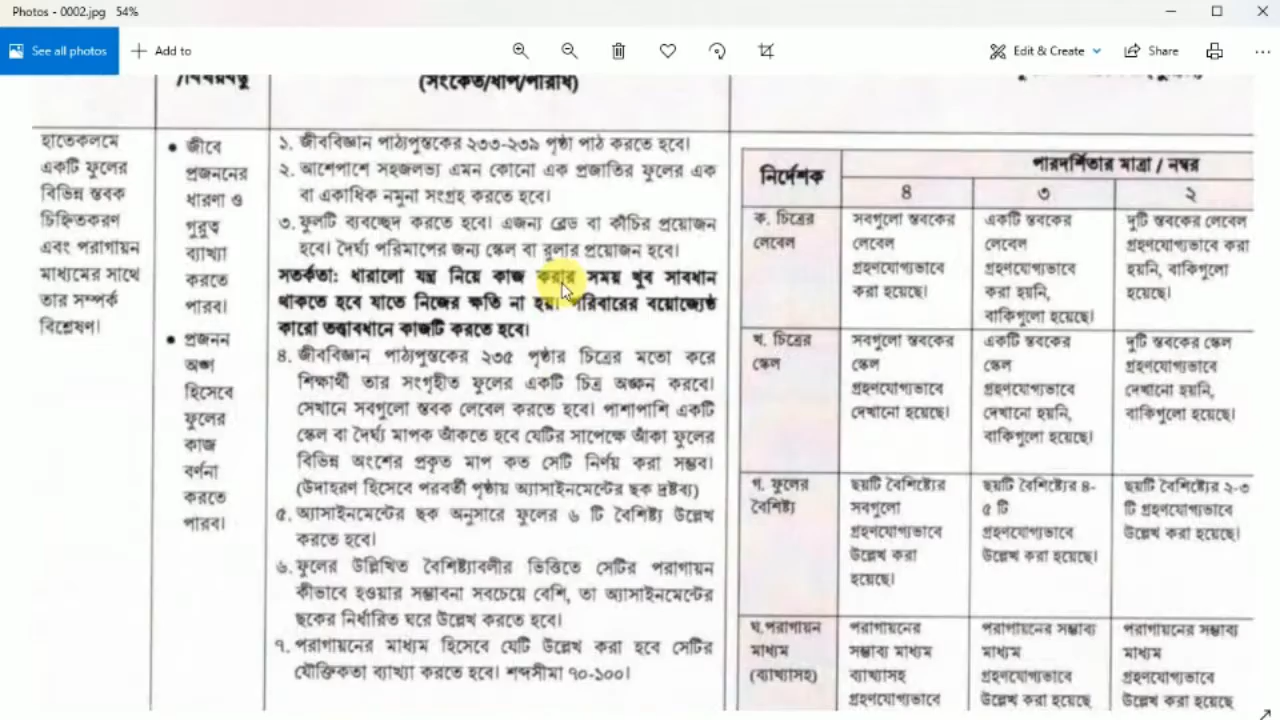 Photos - 0002.jpg 54%
See all photos
Add to
Edit & Create
Share
/বিষয়বস্তু
(সংকেত/ধাপ/পরিধি)
হাতেকলমে
একটি ফুলের
বিভিন্ন স্তবক
চিহ্নিতকরণ
এবং পরাগায়ন
মাধ্যমের সাথে
তার সম্পর্ক
বিশ্লেষণ।
• জীবে
প্রজননের
ধারণা ও
গুরুত্ব
ব্যাখ্যা
করতে
পারব।
• প্রজনন
অঙ্গ
হিসেবে
ফুলের
কাজ
বর্ণনা
করতে
পারব।
১. জীববিজ্ঞান পাঠ্যপুস্তকের ২৩৩-২৩৯ পৃষ্ঠা পাঠ করতে হবে।
২. আশেপাশে সহজলভ্য এমন কোনো এক প্রজাতির ফুলের এক
বা একাধিক নমুনা সংগ্রহ করতে হবে।
৩. ফুলটি ব্যবচ্ছেদ করতে হবে। এজন্য ব্লেড বা কাঁচির প্রয়োজন
হবে। দৈর্ঘ্য পরিমাপের জন্য স্কেল বা রুলার প্রয়োজন হবে।
সতর্কতা: ধারালো যন্ত্র নিয়ে কাজ করার সময় খুব সাবধান
থাকতে হবে যাতে নিজের ক্ষতি না হয়। পরিবারের বয়োজ্যেষ্ঠ
কারো তত্ত্বাবধানে কাজটি করতে হবে।
৪. জীববিজ্ঞান পাঠ্যপুস্তকের ২৩৫ পৃষ্ঠার চিত্রের মতো করে
শিক্ষার্থী তার সংগৃহীত ফুলের একটি চিত্র অঙ্কন করবে।
সেখানে সবগুলো স্তবক লেবেল করতে হবে। পাশাপাশি একটি
স্কেল বা দৈর্ঘ্য মাপক আঁকতে হবে যেটির সাপেক্ষে আঁকা ফুলের
বিভিন্ন অংশের প্রকৃত মাপ কত সেটি নির্ণয় করা সম্ভব।
(উদাহরণ হিসেবে পরবর্তী পৃষ্ঠায় অ্যাসাইনমেন্টের ছক দ্রষ্টব্য)
৫. অ্যাসাইনমেন্টের ছক অনুসারে ফুলের ৬ টি বৈশিষ্ট্য উল্লেখ
করতে হবে।
৬. ফুলের উল্লিখিত বৈশিষ্ট্যাবলীর ভিত্তিতে সেটির পরাগায়ন
কীভাবে হওয়ার সম্ভাবনা সবচেয়ে বেশি, তা অ্যাসাইনমেন্টের
ছকের নির্ধারিত ঘরে উল্লেখ করতে হবে।
৭. পরাগায়নের মাধ্যম হিসেবে যেটি উল্লেখ করা হবে সেটির
যৌক্তিকতা ব্যাখ্যা করতে হবে। শব্দসীমা ৭০-১০০।
নির্দেশক
পারদর্শিতার মাত্রা / নম্বর
৪ ৩ ২
ক. চিত্রের
লেবেল
সবগুলো স্তবকের
লেবেল
গ্রহণযোগ্যভাবে
করা হয়েছে।
একটি স্তবকের
লেবেল
গ্রহণযোগ্যভাবে
করা হয়নি,
বাকিগুলো হয়েছে।
দুটি স্তবকের লেবেল
গ্রহণযোগ্যভাবে করা
হয়নি, বাকিগুলো
হয়েছে।
খ. চিত্রের
স্কেল
সবগুলো স্তবকের
স্কেল
গ্রহণযোগ্যভাবে
দেখানো হয়েছে।
একটি স্তবকের
স্কেল
গ্রহণযোগ্যভাবে
দেখানো হয়নি,
বাকিগুলো হয়েছে।
দুটি স্তবকের স্কেল
গ্রহণযোগ্যভাবে
দেখানো হয়নি,
বাকিগুলো হয়েছে।
গ. ফুলের
বৈশিষ্ট্য
ছয়টি বৈশিষ্ট্যের
সবগুলো
গ্রহণযোগ্যভাবে
উল্লেখ করা
হয়েছে।
ছয়টি বৈশিষ্ট্যের ৪-
৫ টি
গ্রহণযোগ্যভাবে
উল্লেখ করা হয়েছে।
ছয়টি বৈশিষ্ট্যের ২-৩
টি গ্রহণযোগ্যভাবে
উল্লেখ করা হয়েছে।
ঘ.পরাগায়ন
মাধ্যম
(ব্যাখ্যাসহ)
পরাগায়নের
সম্ভাব্য মাধ্যম
ব্যাখ্যাসহ
গ্রহণযোগ্যভাবে
পরাগায়নের সম্ভাব্য
মাধ্যম
গ্রহণযোগ্যভাবে
উল্লেখ করা হয়েছে
পরাগায়নের সম্ভাব্য
মাধ্যম
গ্রহণযোগ্যভাবে
উল্লেখ করা হয়েছে